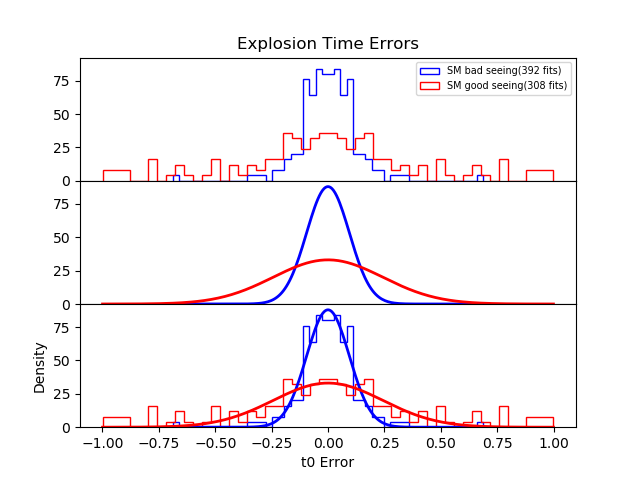 Explosion Time Errors
SM bad seeing(392 fits)
SM good seeing(308 fits)
75
50
25
0
75
50
25
0
75
50
25
0
Density
−1.00 −0.75 −0.50 −0.25 0.00 0.25 0.50 0.75 1.00
t0 Error